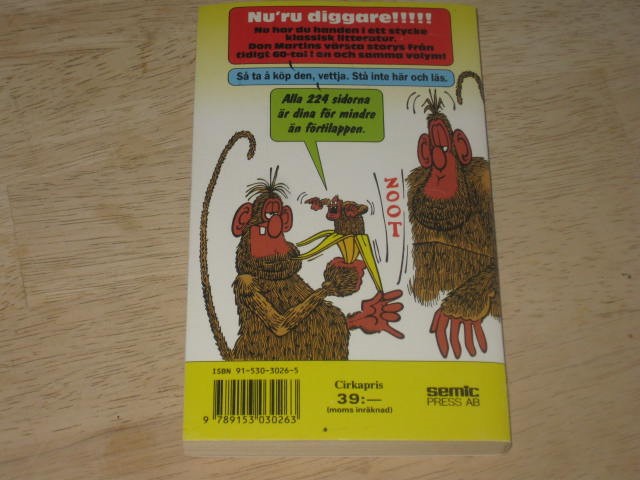 Nu'ru diggare!!!!!
Nu har du handen i ett stycke
klassisk litteratur.
Don Martins värsta storys från
tidigt 60-tal i en och samma volym!
Så ta å köp den, vettja. Stå inte här och läs.
Alla 224 sidorna
är dina för mindre
än förtilappen.
ZOOT
ISBN 91-530-3026-5
9 789153 030263
Cirkapris
39:—
(moms inräknad)
semic
PRESS AB